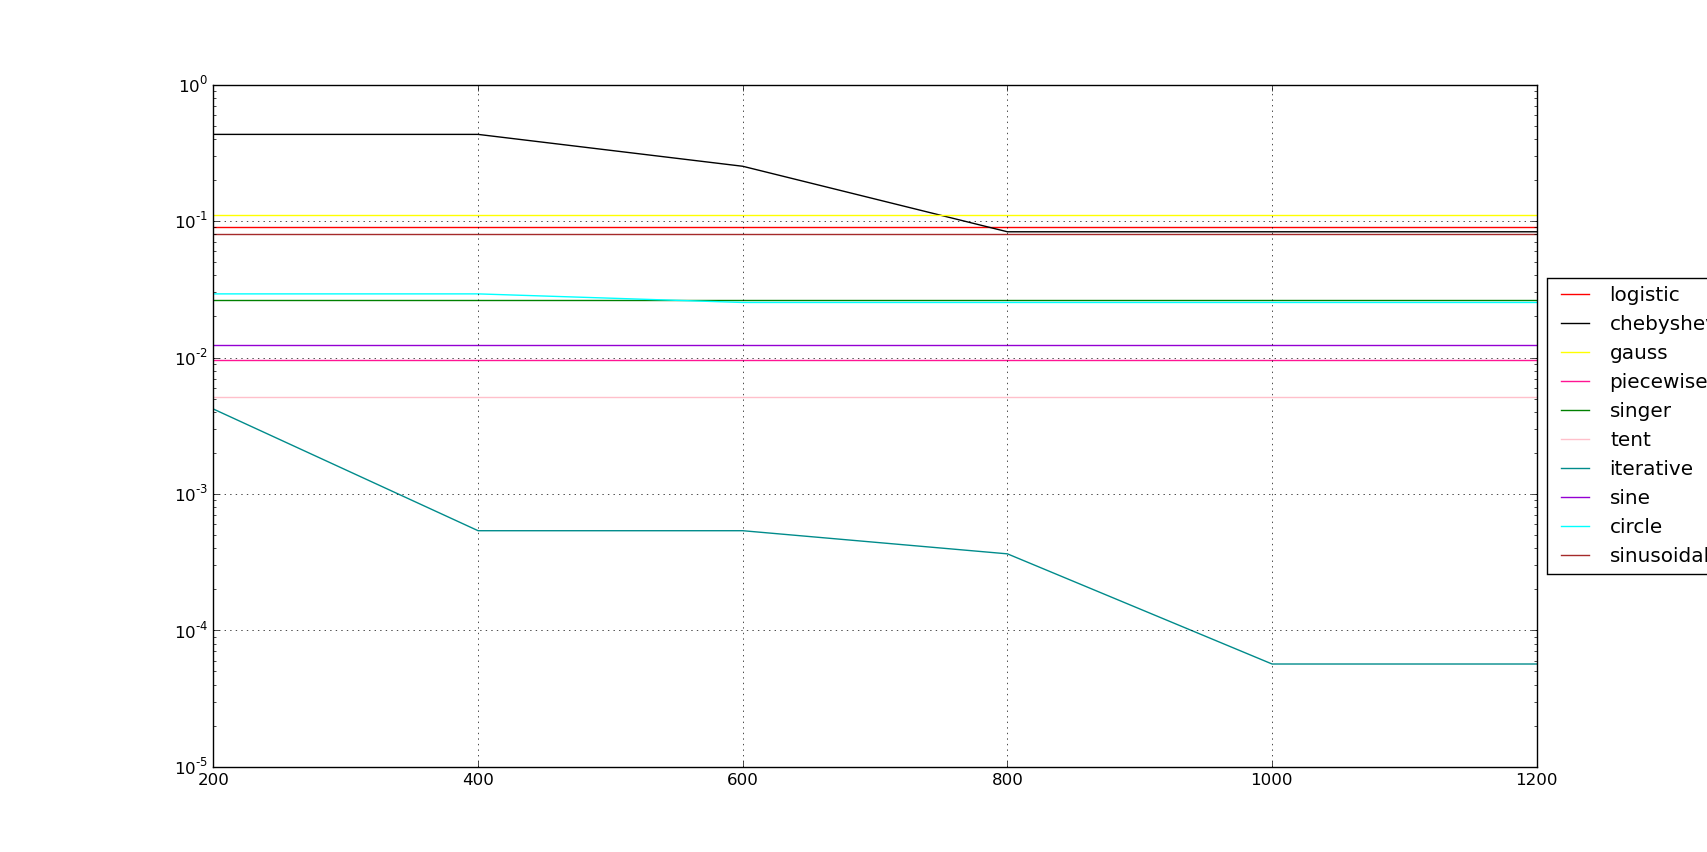 10^0
10^-1
10^-2
10^-3
10^-4
10^-5
200 400 600 800 1000 1200
logistic
chebyshev
gauss
piecewise
singer
tent
iterative
sine
circle
sinusoidal